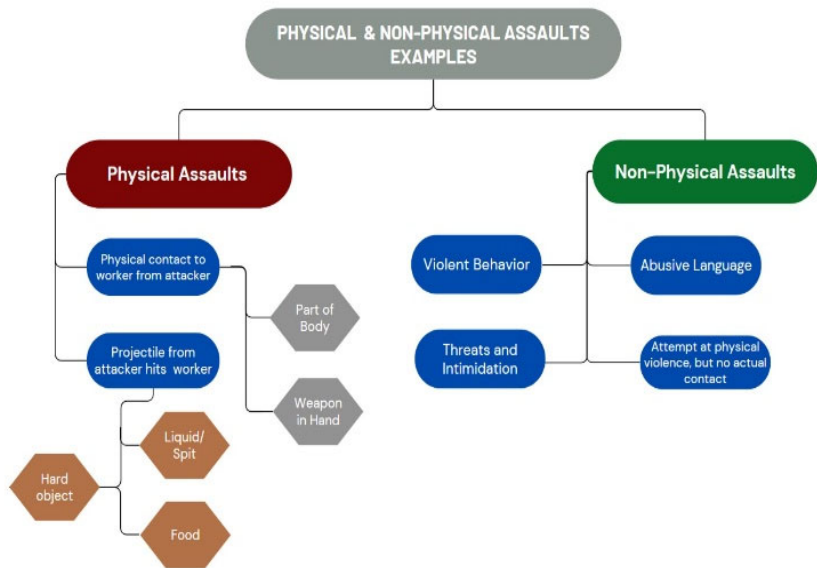 PHYSICAL & NON-PHYSICAL ASSAULTS
EXAMPLES
Physical Assaults
Non-Physical Assaults
Physical contact to
worker from attacker
Part of
Body
Weapon
in Hand
Projectile from
attacker hits worker
Liquid/
Spit
Hard
object
Food
Violent Behavior
Abusive Language
Threats and
Intimidation
Attempt at physical
violence, but no actual
contact